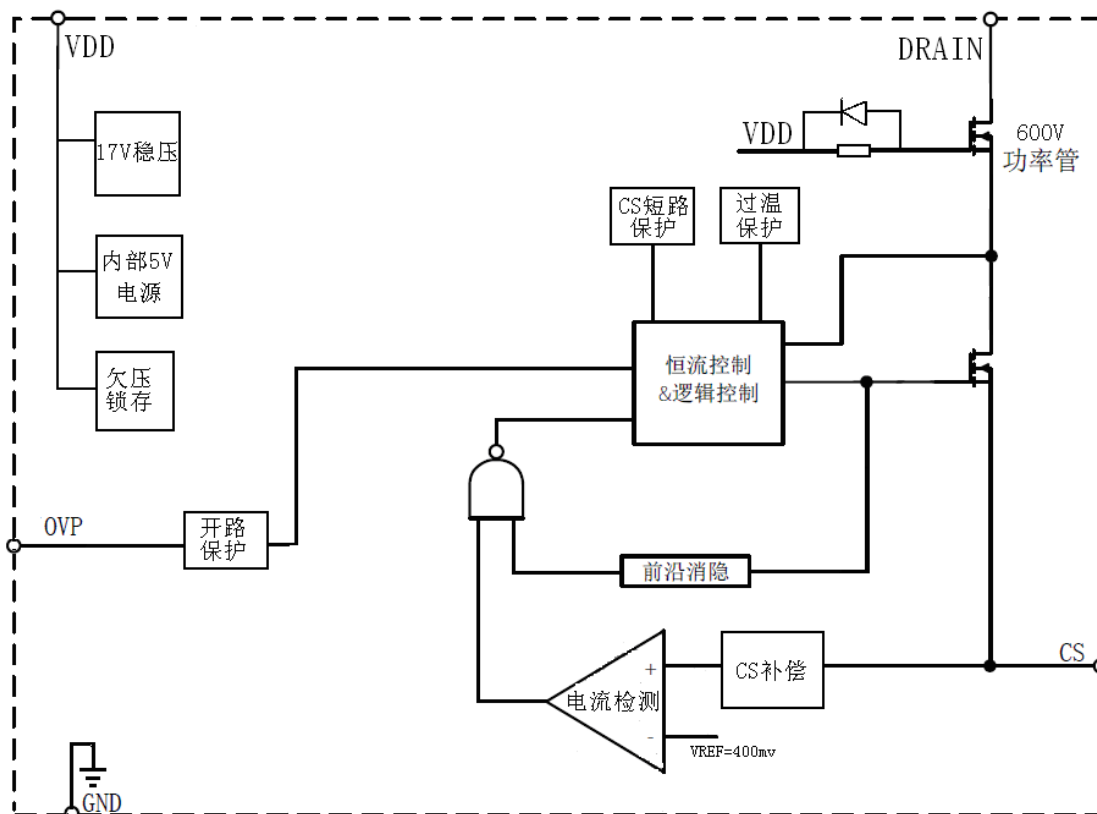 VDD
DRAIN
17V稳压
VDD
600V
功率管
CS短路
保护
过温
保护
内部5V
电源
恒流控制
&逻辑控制
欠压
锁存
OVP
开路
保护
前沿消隐
CS
+
CS补偿
电流检测
-
VREF=400mv
GND